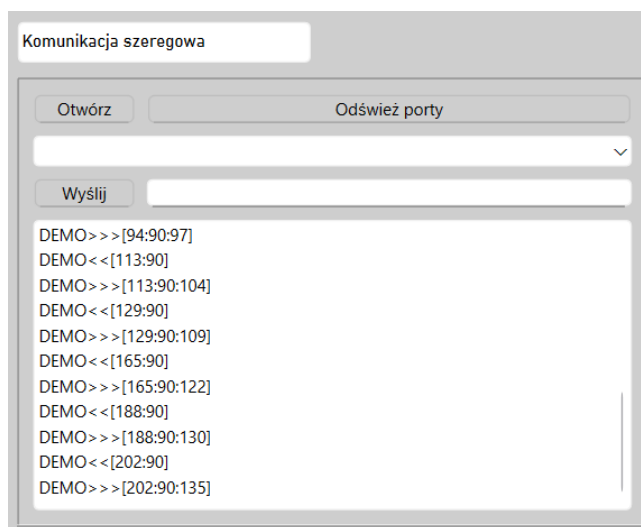 Komunikacja szeregowa
Otwórz
Odśwież porty
Wyślij
DEMO>>>[94:90:97]
DEMO<<[113:90]
DEMO>>>[113:90:104]
DEMO<<[129:90]
DEMO>>>[129:90:109]
DEMO<<[165:90]
DEMO>>>[165:90:122]
DEMO<<[188:90]
DEMO>>>[188:90:130]
DEMO<<[202:90]
DEMO>>>[202:90:135]